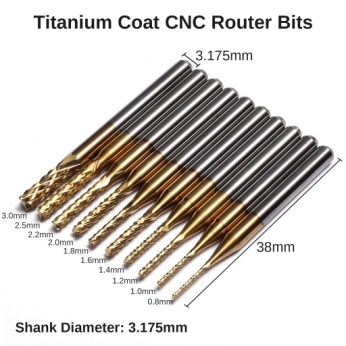 Titanium Coat CNC Router Bits
3.175mm
3.0mm
2.5mm
2.2mm
2.0mm
1.8mm
1.6mm
1.4mm
1.2mm
1.0mm
0.8mm
38mm
Shank Diameter: 3.175mm